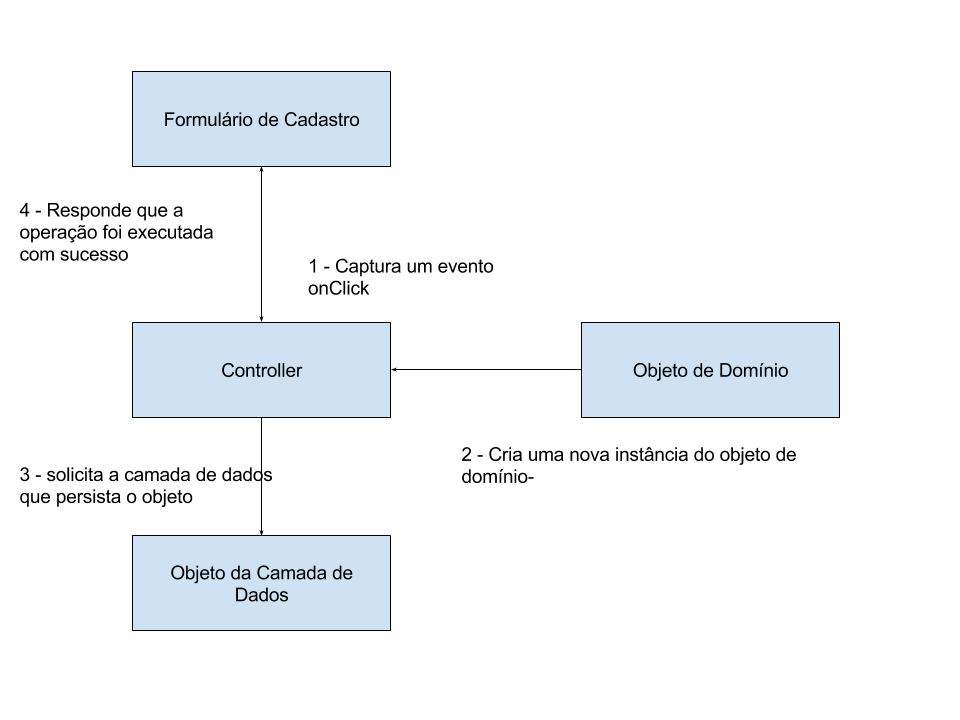 Formulário de Cadastro
4 - Responde que a
operação foi executada
com sucesso
1 - Captura um evento
onClick
Controller
Objeto de Domínio
2 - Cria uma nova instância do objeto de
domínio-
3 - solicita a camada de dados
que persista o objeto
Objeto da Camada de
Dados